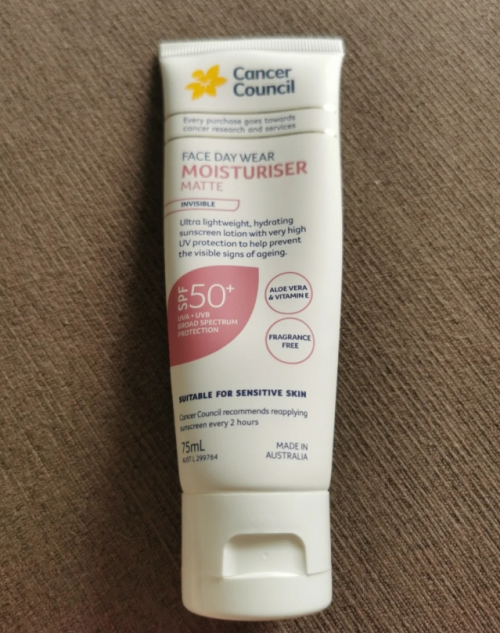 Cancer
Council
Every purchase goes towards
cancer research and services
FACE DAY WEAR
MOISTURISER
MATTE
INVISIBLE
Ultra lightweight, hydrating
sunscreen lotion with very high
UV protection to help prevent
the visible signs of ageing.
SPF 50+
UVA + UVB
BROAD SPECTRUM
PROTECTION
ALOE VERA
& VITAMIN E
FRAGRANCE
FREE
SUITABLE FOR SENSITIVE SKIN
Cancer Council recommends reapplying
sunscreen every 2 hours
75mL
AUST L 299764
MADE IN
AUSTRALIA